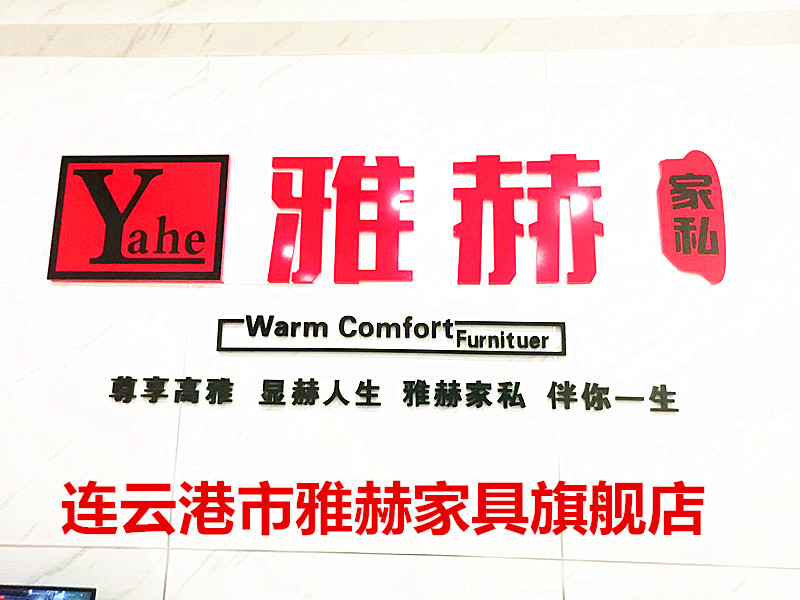 Yahe 雅赫 家私
Warm Comfort Furnituer
尊享高雅 显赫人生 雅赫家私 伴你一生
连云港市雅赫家具旗舰店